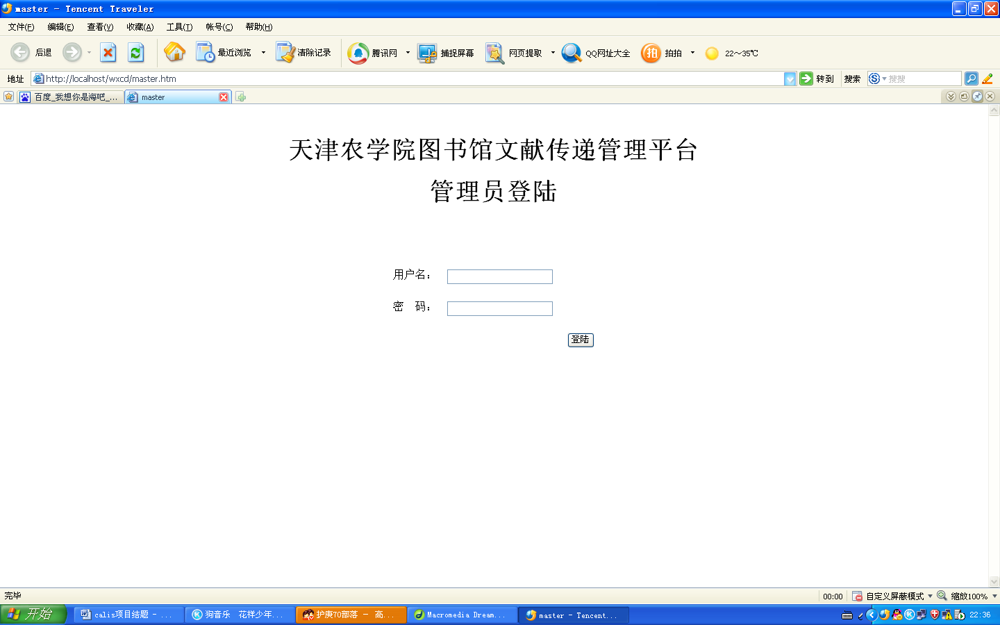 master - Tencent Traveler
文件(F) 编辑(E) 查看(V) 收藏(A) 工具(T) 帐号(C) 帮助(H)
后退 最近浏览 清除记录 腾讯网 捕捉屏幕 网页提取 QQ网址大全 拍 拍拍 22～35℃
地址 http://localhost/wxcd/master.htm 转到 搜索 搜搜
百度_我想你是海吧_... master
天津农学院图书馆文献传递管理平台
管理员登陆
用户名：
密 码：
登陆
完毕 00:00 自定义屏蔽模式 缩放100%
开始 calis项目结题 - ... 狗音乐 花样少年... 护庚70部落 - 高... Macromedia Dream... master - Tencent... 22:36